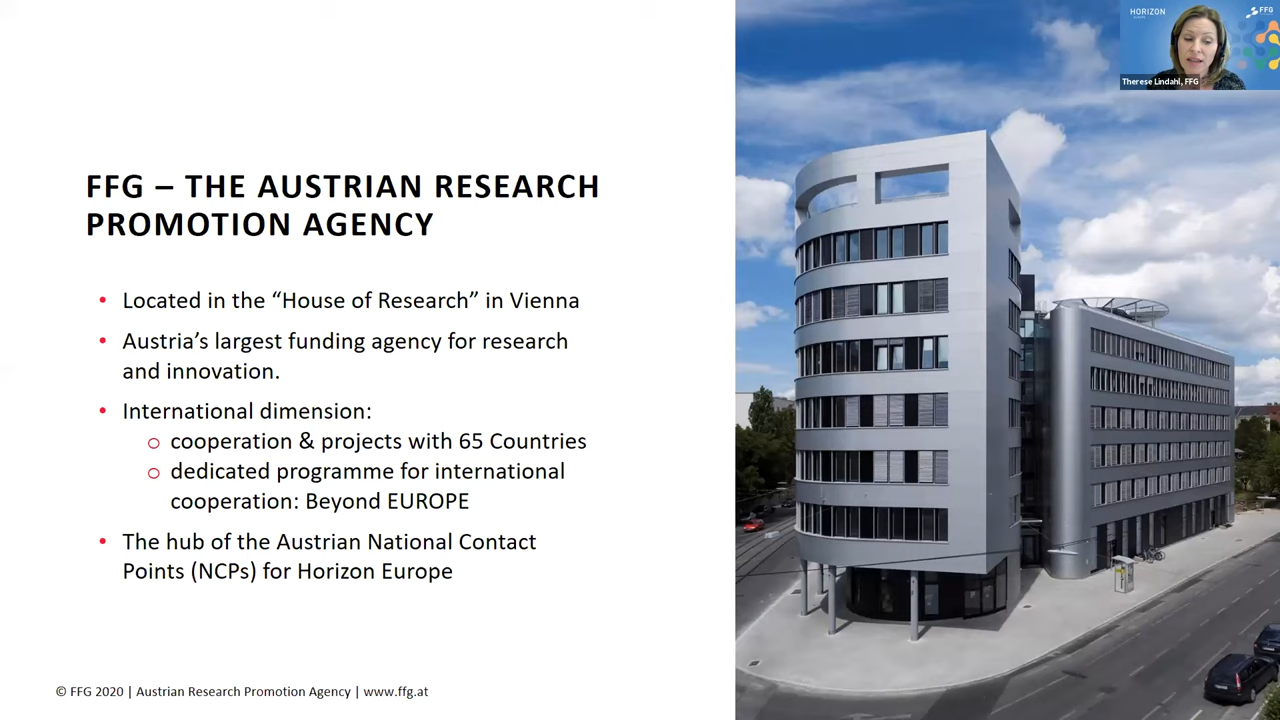 HORIZON
FFG
Therese Lindahl, FFG
FFG – THE AUSTRIAN RESEARCH
PROMOTION AGENCY
• Located in the “House of Research” in Vienna
• Austria’s largest funding agency for research
and innovation.
• International dimension:
o cooperation & projects with 65 Countries
o dedicated programme for international
cooperation: Beyond EUROPE
• The hub of the Austrian National Contact
Points (NCPs) for Horizon Europe
© FFG 2020 | Austrian Research Promotion Agency | www.ffg.at